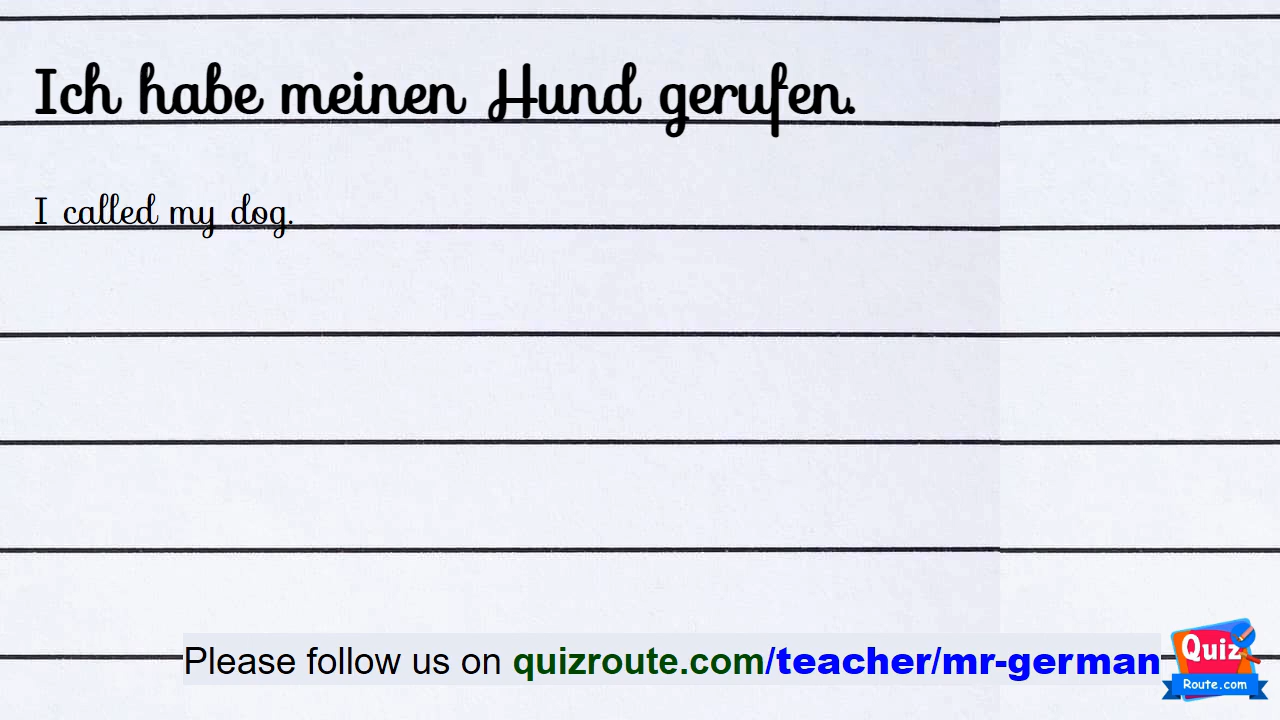 Ich habe meinen Hund gerufen.
I called my dog.
Please follow us on quizroute.com/teacher/mr-german
Quiz
Route.com